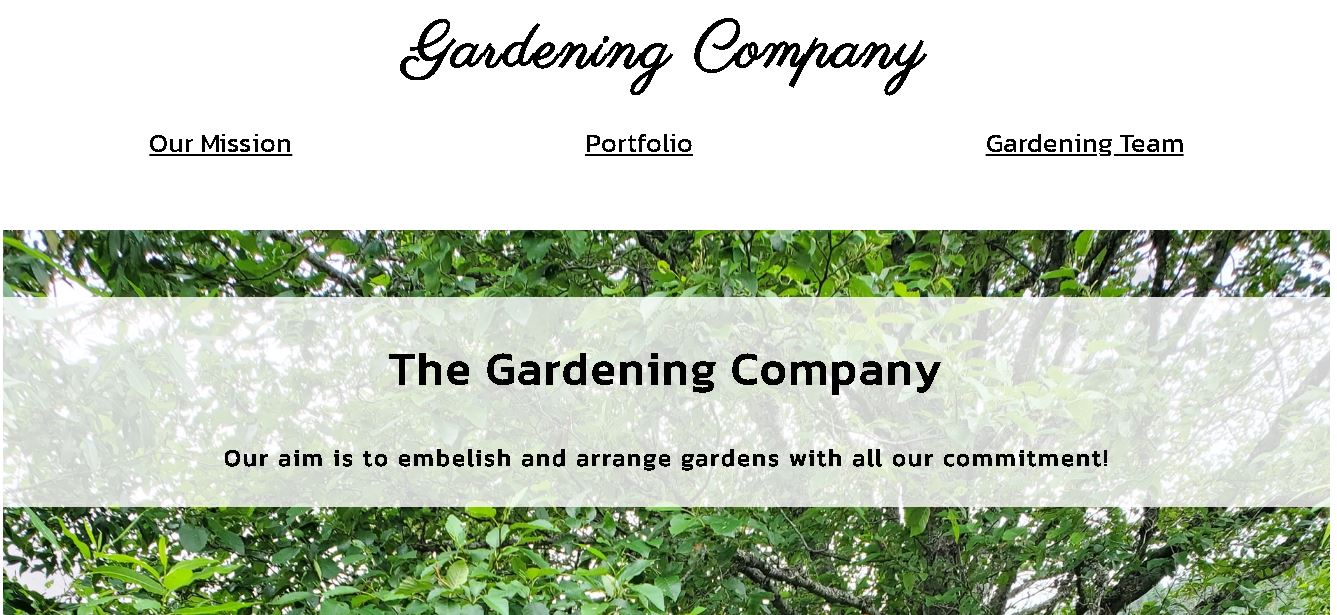 Gardening Company
Our Mission Portfolio Gardening Team
The Gardening Company
Our aim is to embelish and arrange gardens with all our commitment!